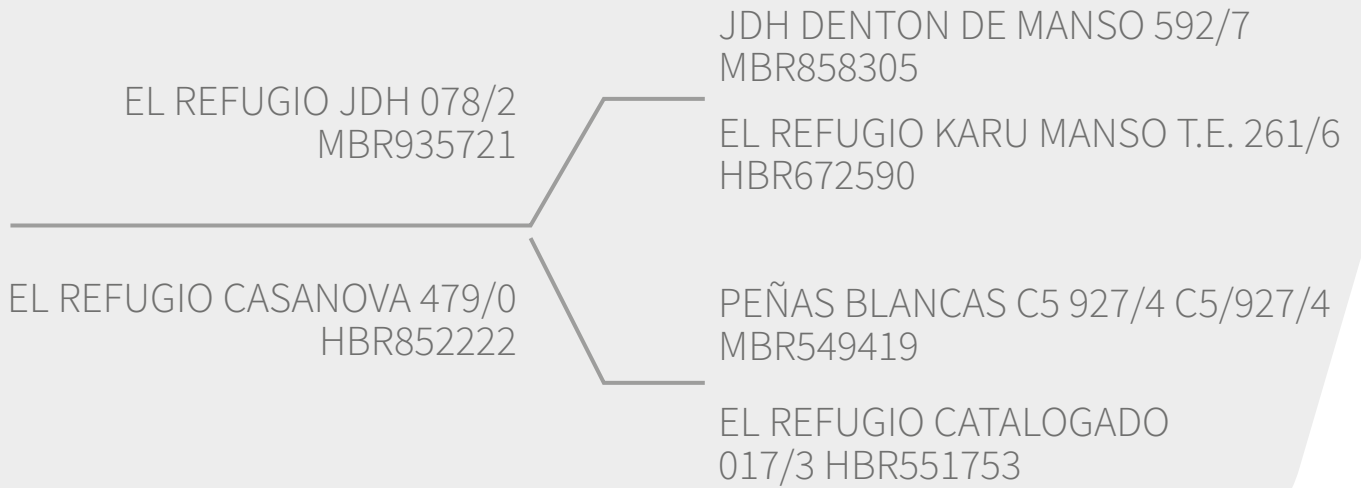 EL REFUGIO JDH 078/2
MBR935721
EL REFUGIO CASANOVA 479/0
HBR852222
JDH DENTON DE MANSO 592/7
MBR858305
EL REFUGIO KARU MANSO T.E. 261/6
HBR672590
PEÑAS BLANCAS C5 927/4 C5/927/4
MBR549419
EL REFUGIO CATALOGADO
017/3 HBR551753